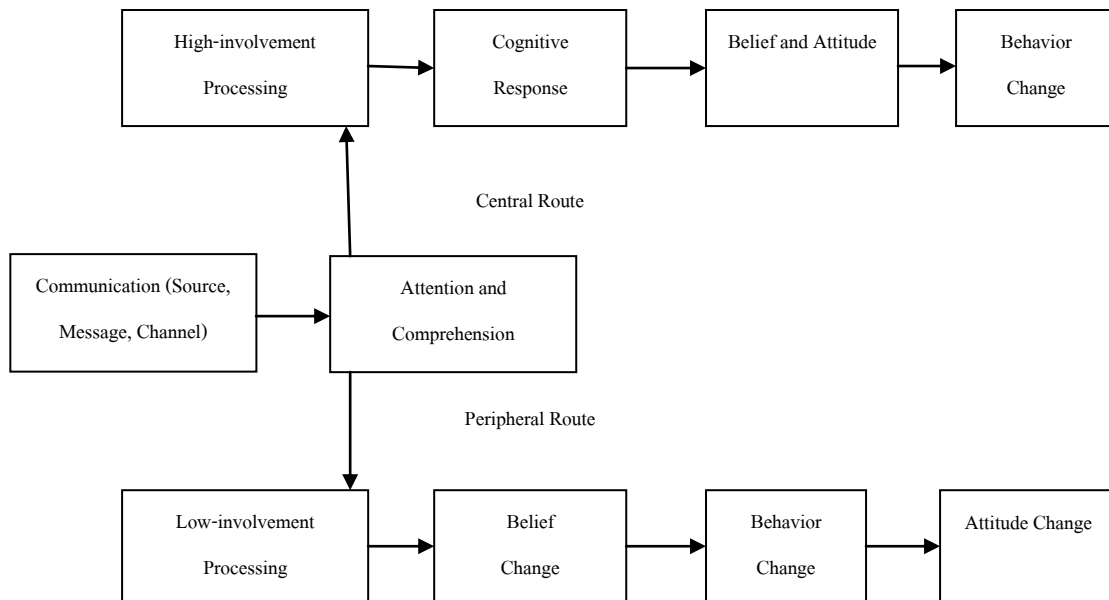 High-involvement
Processing
Cognitive
Response
Belief and Attitude
Behavior
Change
Central Route
Communication (Source,
Message, Channel)
Attention and
Comprehension
Peripheral Route
Low-involvement
Processing
Belief
Change
Behavior
Change
Attitude Change